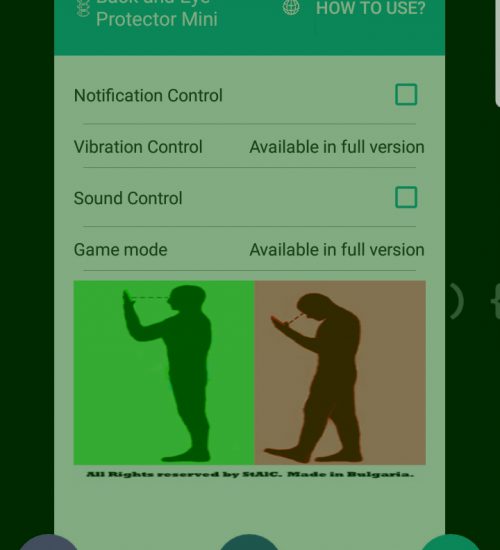 Back and Eye
Protector Mini
HOW TO USE?
Notification Control
Vibration Control Available in full version
Sound Control
Game mode Available in full version
) {
All Rights reserved by StAlC. Made in Bulgaria.